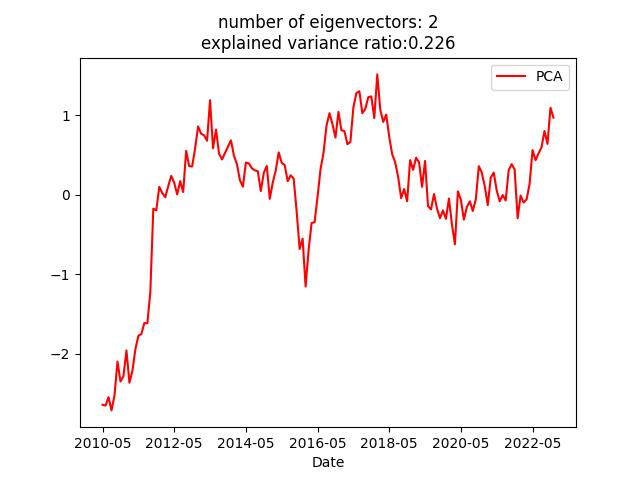 number of eigenvectors: 2
explained variance ratio:0.226
PCA
1
0
−1
−2
2010-05 2012-05 2014-05 2016-05 2018-05 2020-05 2022-05
Date